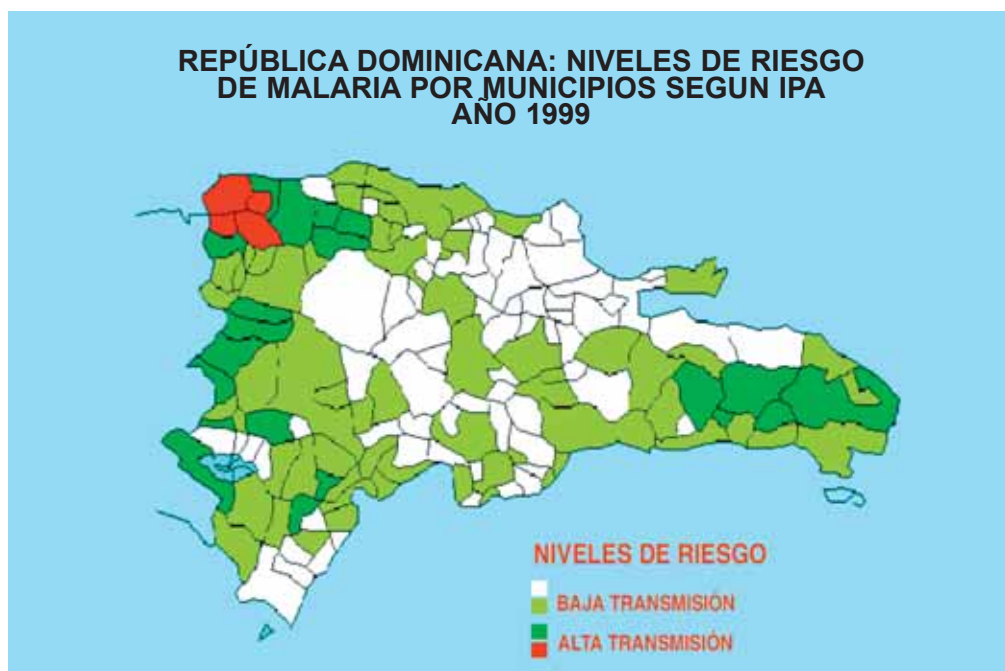 REPÚBLICA DOMINICANA: NIVELES DE RIESGO
DE MALARIA POR MUNICIPIOS SEGUN IPA
AÑO 1999
NIVELES DE RIESGO
BAJA TRANSMISIÓN
ALTA TRANSMISIÓN